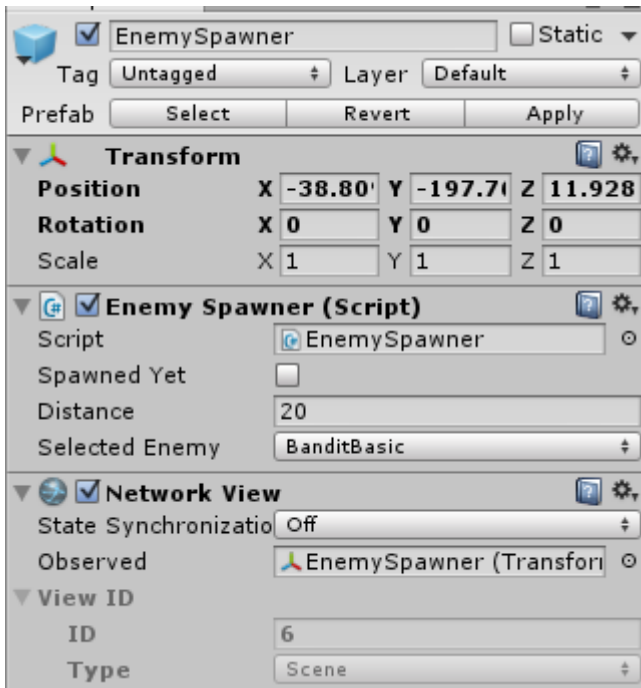 EnemySpawner Static
Tag Untagged Layer Default
Prefab Select Revert Apply
Transform
Position X -38.80 Y -197.7 Z 11.928
Rotation X 0 Y 0 Z 0
Scale X 1 Y 1 Z 1
Enemy Spawner (Script)
Script EnemySpawner
Spawned Yet
Distance 20
Selected Enemy BanditBasic
Network View
State Synchronizatio Off
Observed EnemySpawner (Transfor
View ID
ID 6
Type Scene